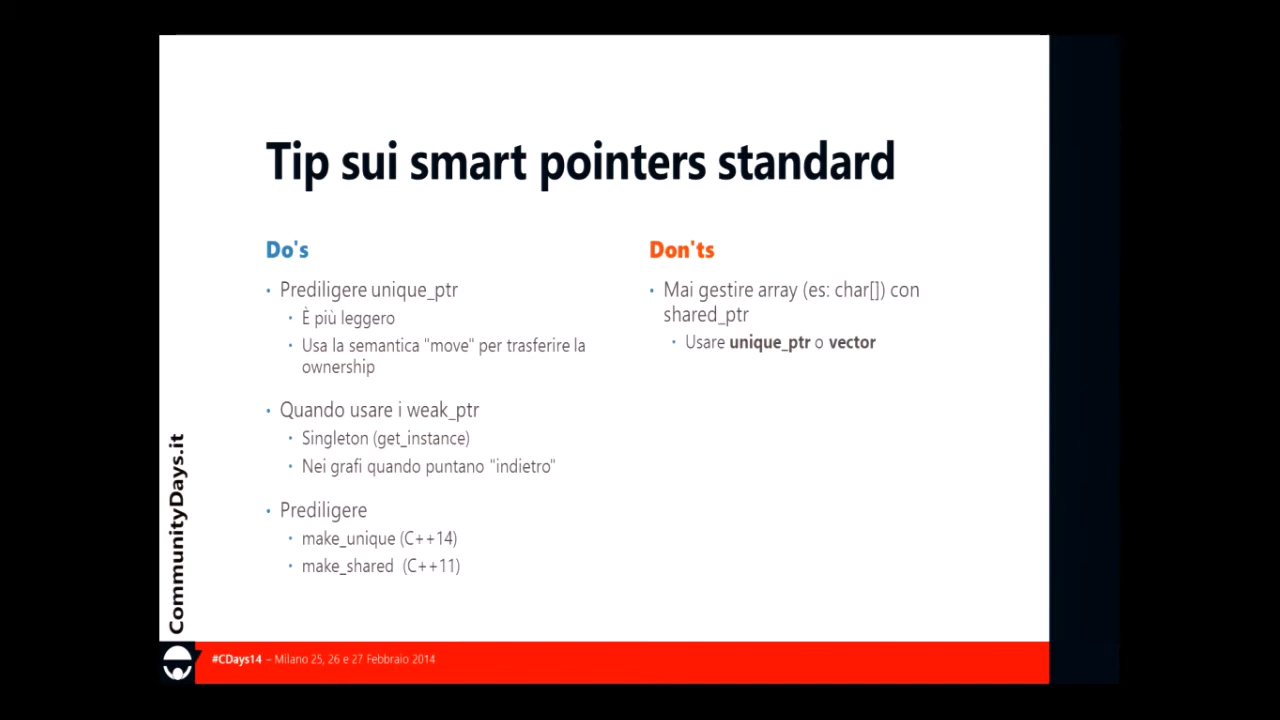 Tip sui smart pointers standard
Do's
• Prediligere unique_ptr
• È più leggero
• Usa la semantica "move" per trasferire la
ownership
• Quando usare i weak_ptr
• Singleton (get_instance)
• Nei grafi quando puntano "indietro"
• Prediligere
• make_unique (C++14)
• make_shared (C++11)
Don'ts
• Mai gestire array (es: char[]) con
shared_ptr
• Usare unique_ptr o vector
CommunityDays.it
#CDays14 – Milano 25, 26 e 27 Febbraio 2014